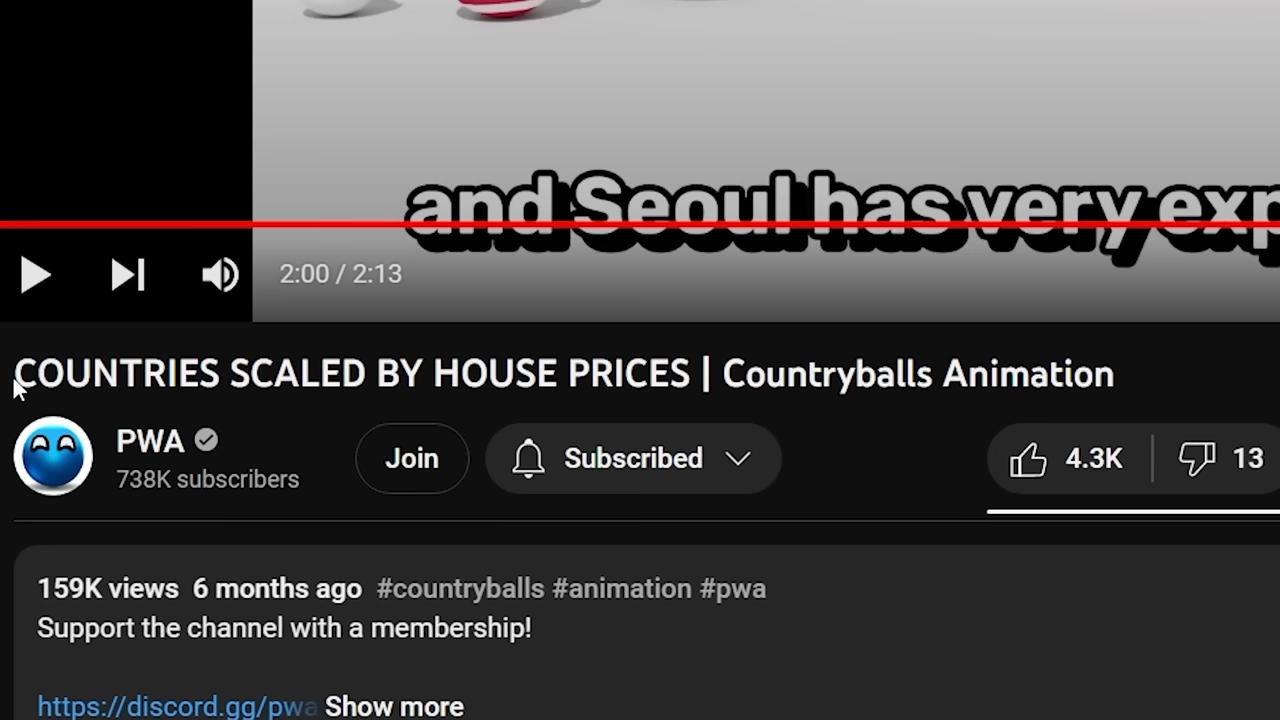 and Seoul has very exp
2:00 / 2:13
COUNTRIES SCALED BY HOUSE PRICES | Countryballs Animation
PWA
738K subscribers
Join
Subscribed
4.3K
13
159K views 6 months ago #countryballs #animation #pwa
Support the channel with a membership!
https://discord.gg/pwa Show more